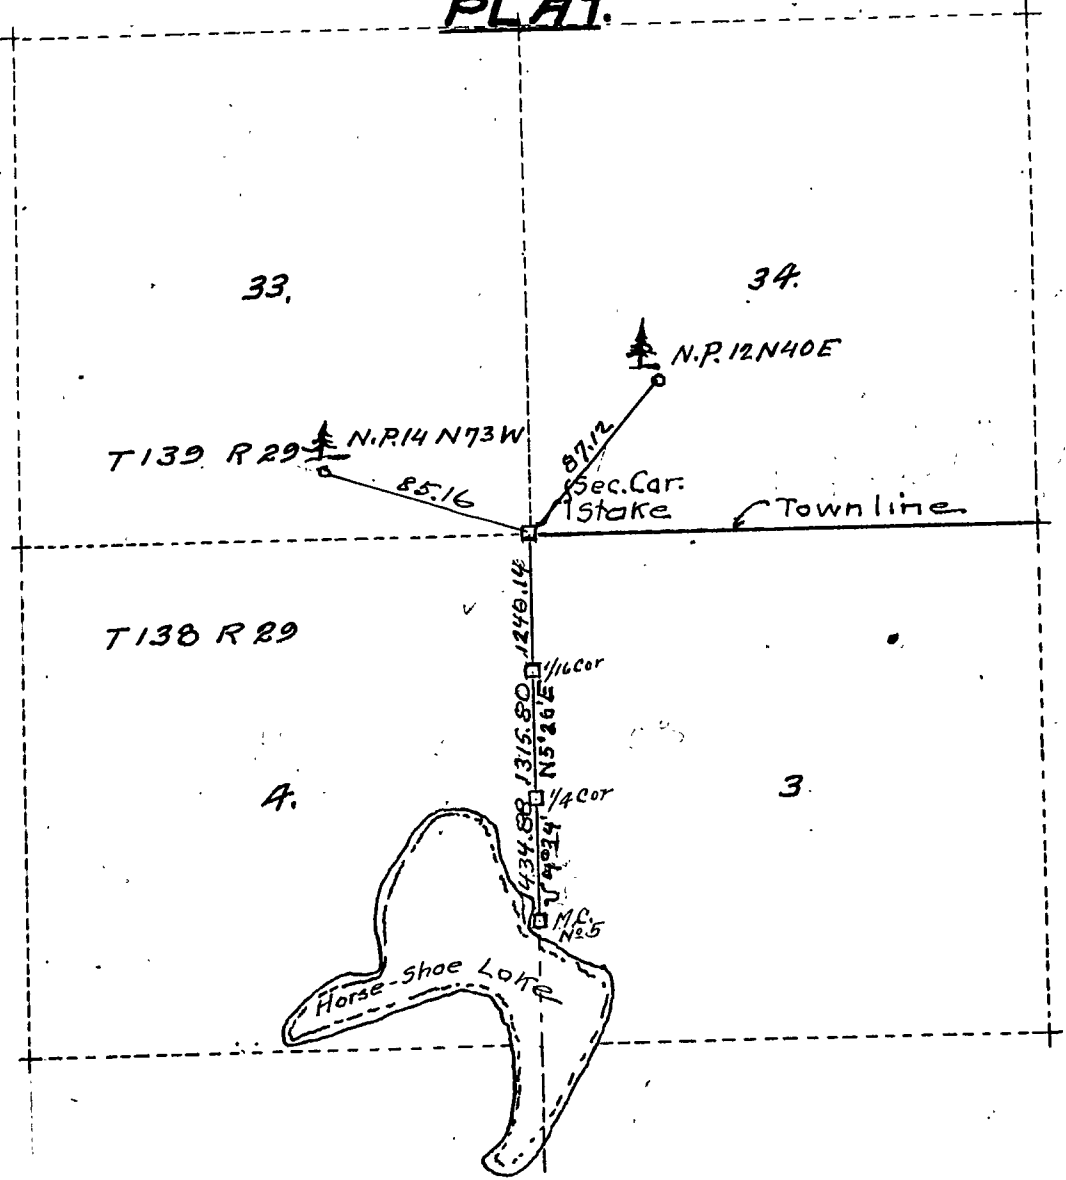 PLAT.
33.
34.
N.P. 12 N40E
N.P. 14 N73W
T139 R29
87.12
85.16
Sec. Cor.
Stake
Town line
1240.14
T138 R29
1/16 Cor
1315.80
N5°26'E
4.
3
1/4 Cor
434.88
M.C.
No 5
Horse-Shoe Lake